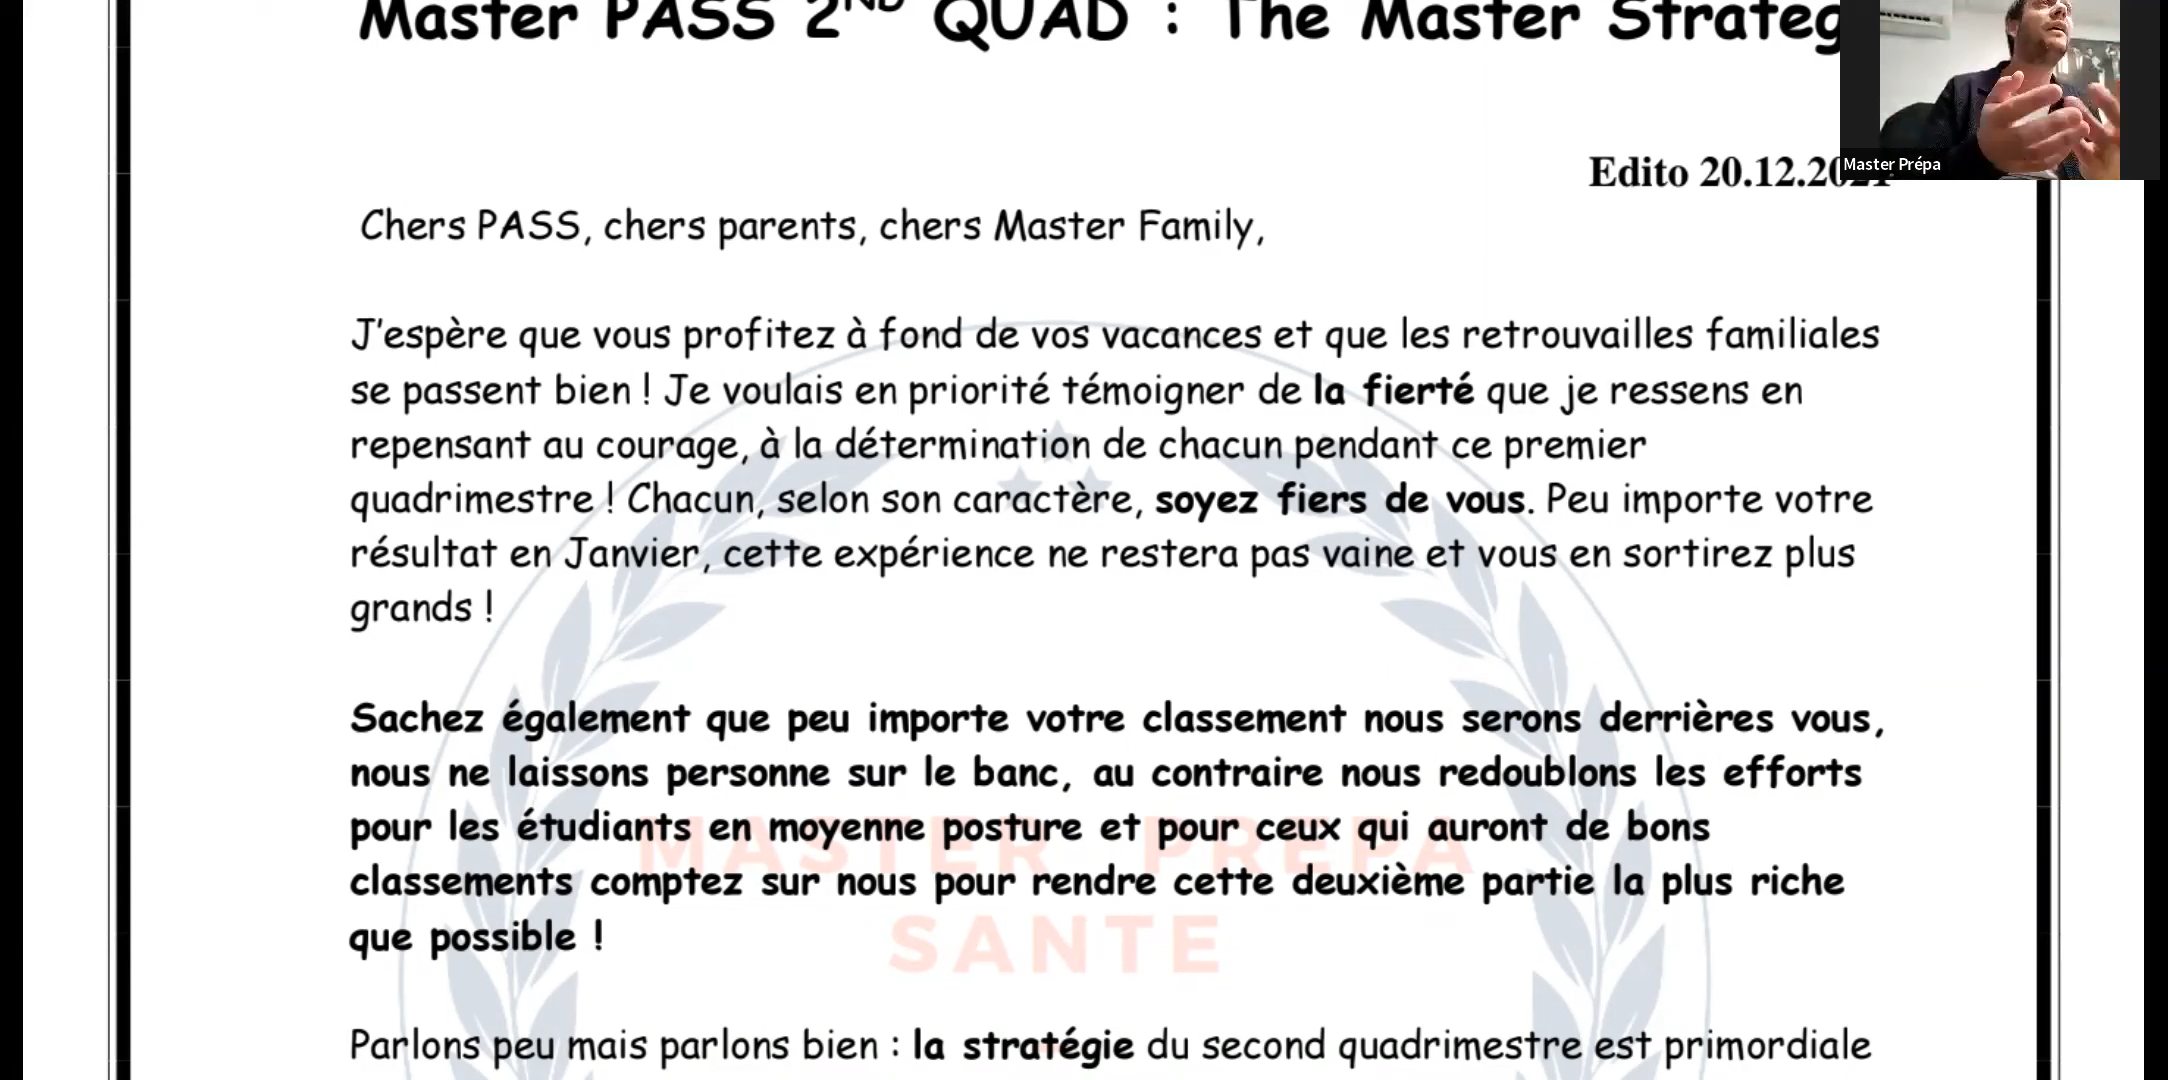 Master PASS 2ND QUAD : The Master Strateg
Master Prépa
Edito 20.12.2021
Chers PASS, chers parents, chers Master Family,
J'espère que vous profitez à fond de vos vacances et que les retrouvailles familiales
se passent bien ! Je voulais en priorité témoigner de la fierté que je ressens en
repensant au courage, à la détermination de chacun pendant ce premier
quadrimestre ! Chacun, selon son caractère, soyez fiers de vous. Peu importe votre
résultat en Janvier, cette expérience ne restera pas vaine et vous en sortirez plus
grands !
Sachez également que peu importe votre classement nous serons derrières vous,
nous ne laissons personne sur le banc, au contraire nous redoublons les efforts
pour les étudiants en moyenne posture et pour ceux qui auront de bons
classements comptez sur nous pour rendre cette deuxième partie la plus riche
que possible !
MASTER PREPA
SANTE
Parlons peu mais parlons bien : la stratégie du second quadrimestre est primordiale